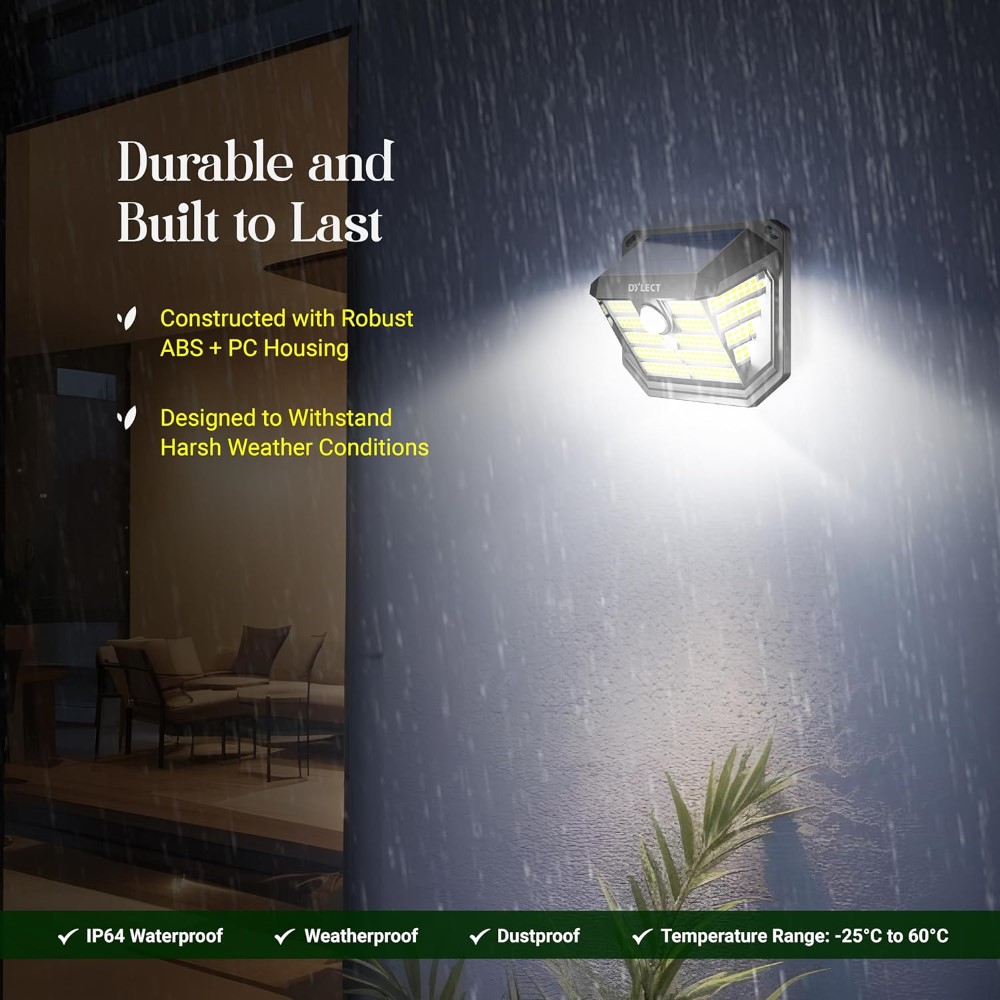 Durable and
Built to Last
Constructed with Robust
ABS + PC Housing
Designed to Withstand
Harsh Weather Conditions
DYLECT
IP64 Waterproof
Weatherproof
Dustproof
Temperature Range: -25°C to 60°C